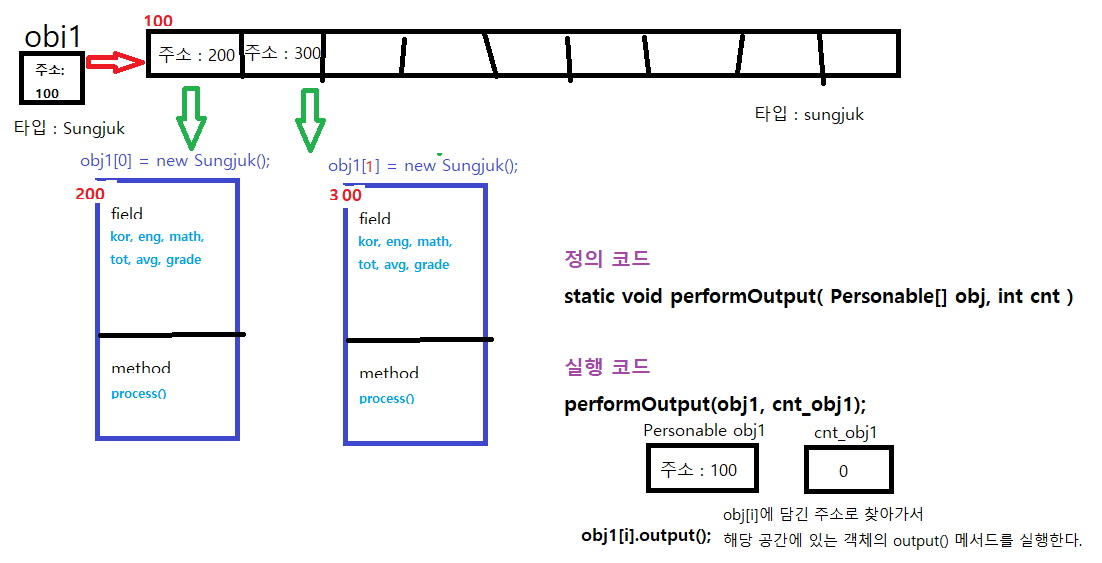 obj1
주소:
100
타입 : Sungjuk
100
주소 : 200
주소 : 300
타입 : sungjuk
obj1[0] = new Sungjuk();
200
field
kor, eng, math,
tot, avg, grade
method
process()
obj1[1] = new Sungjuk();
3 00
field
kor, eng, math,
tot, avg, grade
method
process()
정의 코드
static void performOutput( Personable[] obj, int cnt )
실행 코드
performOutput(obj1, cnt_obj1);
Personable obj1
주소 : 100
cnt_obj1
0
obj1[i].output();
obj[i]에 담긴 주소로 찾아가서
해당 공간에 있는 객체의 output() 메서드를 실행한다.